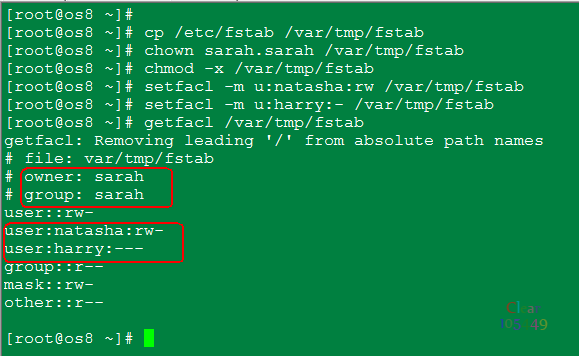 [root@os8 ~]#
[root@os8 ~]# cp /etc/fstab /var/tmp/fstab
[root@os8 ~]# chown sarah.sarah /var/tmp/fstab
[root@os8 ~]# chmod -x /var/tmp/fstab
[root@os8 ~]# setfacl -m u:natasha:rw /var/tmp/fstab
[root@os8 ~]# setfacl -m u:harry:- /var/tmp/fstab
[root@os8 ~]# getfacl /var/tmp/fstab
getfacl: Removing leading '/' from absolute path names
# file: var/tmp/fstab
# owner: sarah
# group: sarah
user::rw-
user:natasha:rw-
user:harry:---
group::r--
mask::rw-
other::r--
[root@os8 ~]#